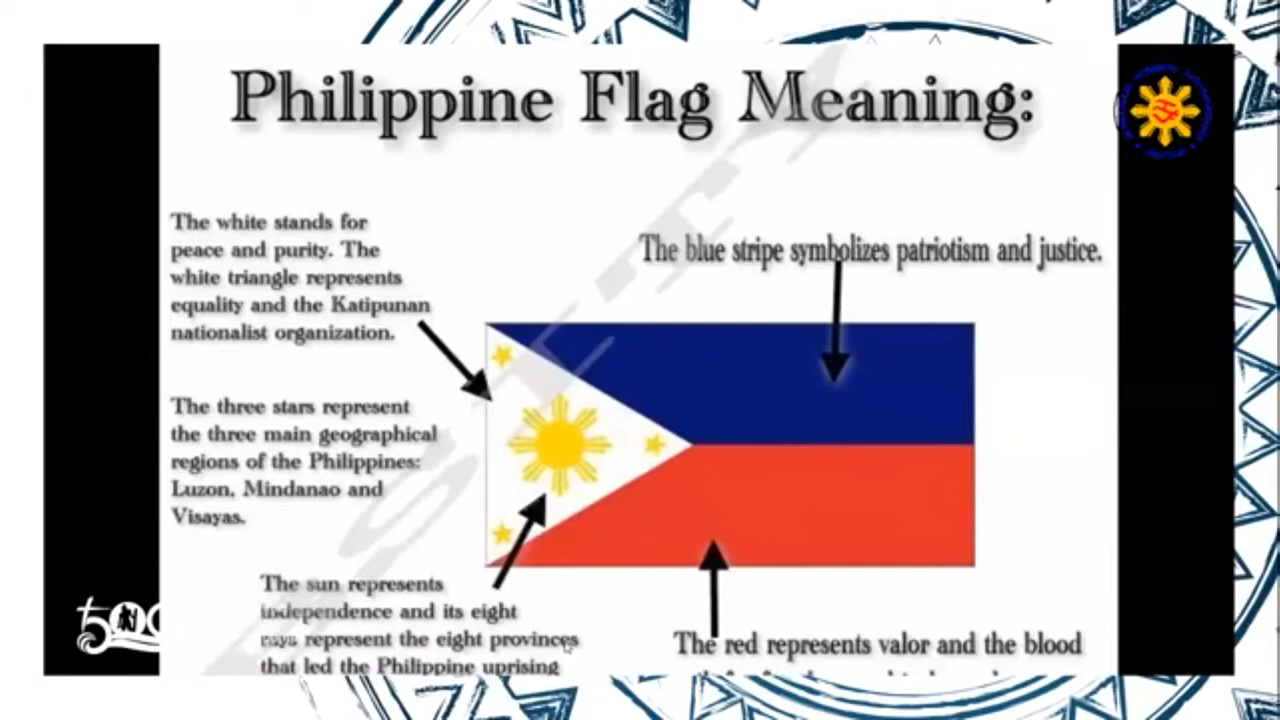 Philippine Flag Meaning:
The white stands for
peace and purity. The
white triangle represents
equality and the Katipunan
nationalist organization.
The blue stripe symbolizes patriotism and justice.
The three stars represent
the three main geographical
regions of the Philippines:
Luzon, Mindanao and
Visayas.
The sun represents
independence and its eight
rays represent the eight provinces
that led the Philippine uprising
The red represents valor and the blood
500